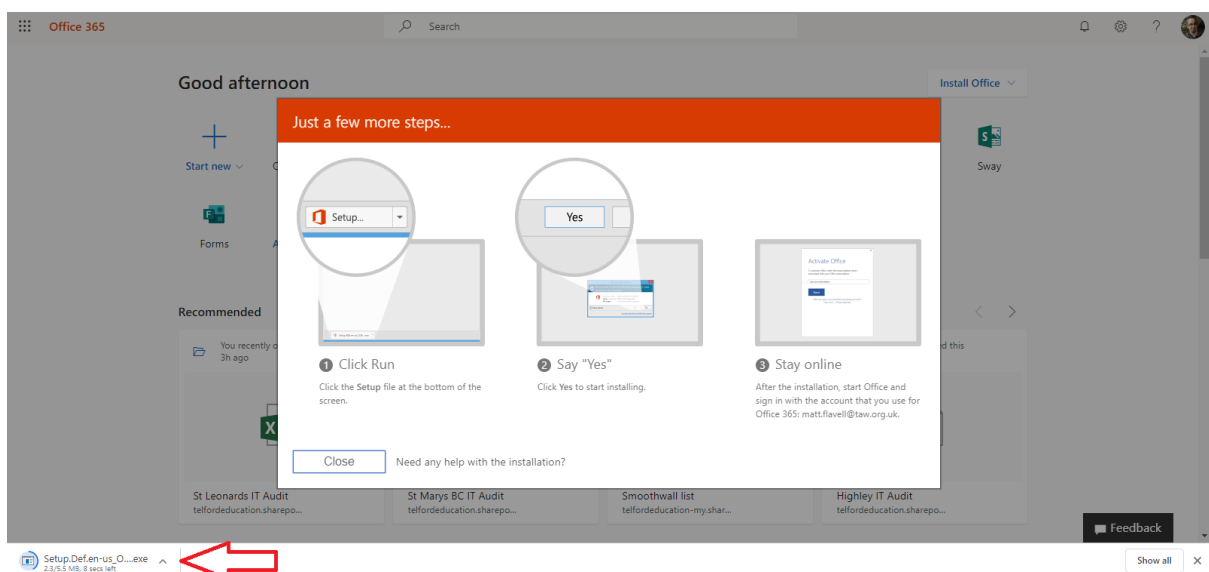 Office 365
Search
?
Good afternoon
Install Office
Just a few more steps...
Start new
Sway
Setup...
Yes
Forms
Activate Office
Recommended
You recently
3h ago
ed this
1 Click Run
2 Say "Yes"
3 Stay online
Click the Setup file at the bottom of the
screen.
Click Yes to start installing.
After the installation, start Office and
sign in with the account that you use for
Office 365: matt.flavell@taw.org.uk.
Close
Need any help with the installation?
St Leonards IT Audit
St Marys BC IT Audit
Smoothwall list
Highley IT Audit
telfordeducation.sharepo...
telfordeducation.sharepo...
telfordeducation-my.shar...
telfordeducation.sharepo...
Feedback
Setup.Def.en-us_O....exe
2.3/5.5 MB, 8 secs left
Show all